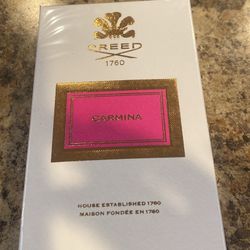 CREED
1760
CARMINA
HOUSE ESTABLISHED 1760
MAISON FONDÉE EN 1760